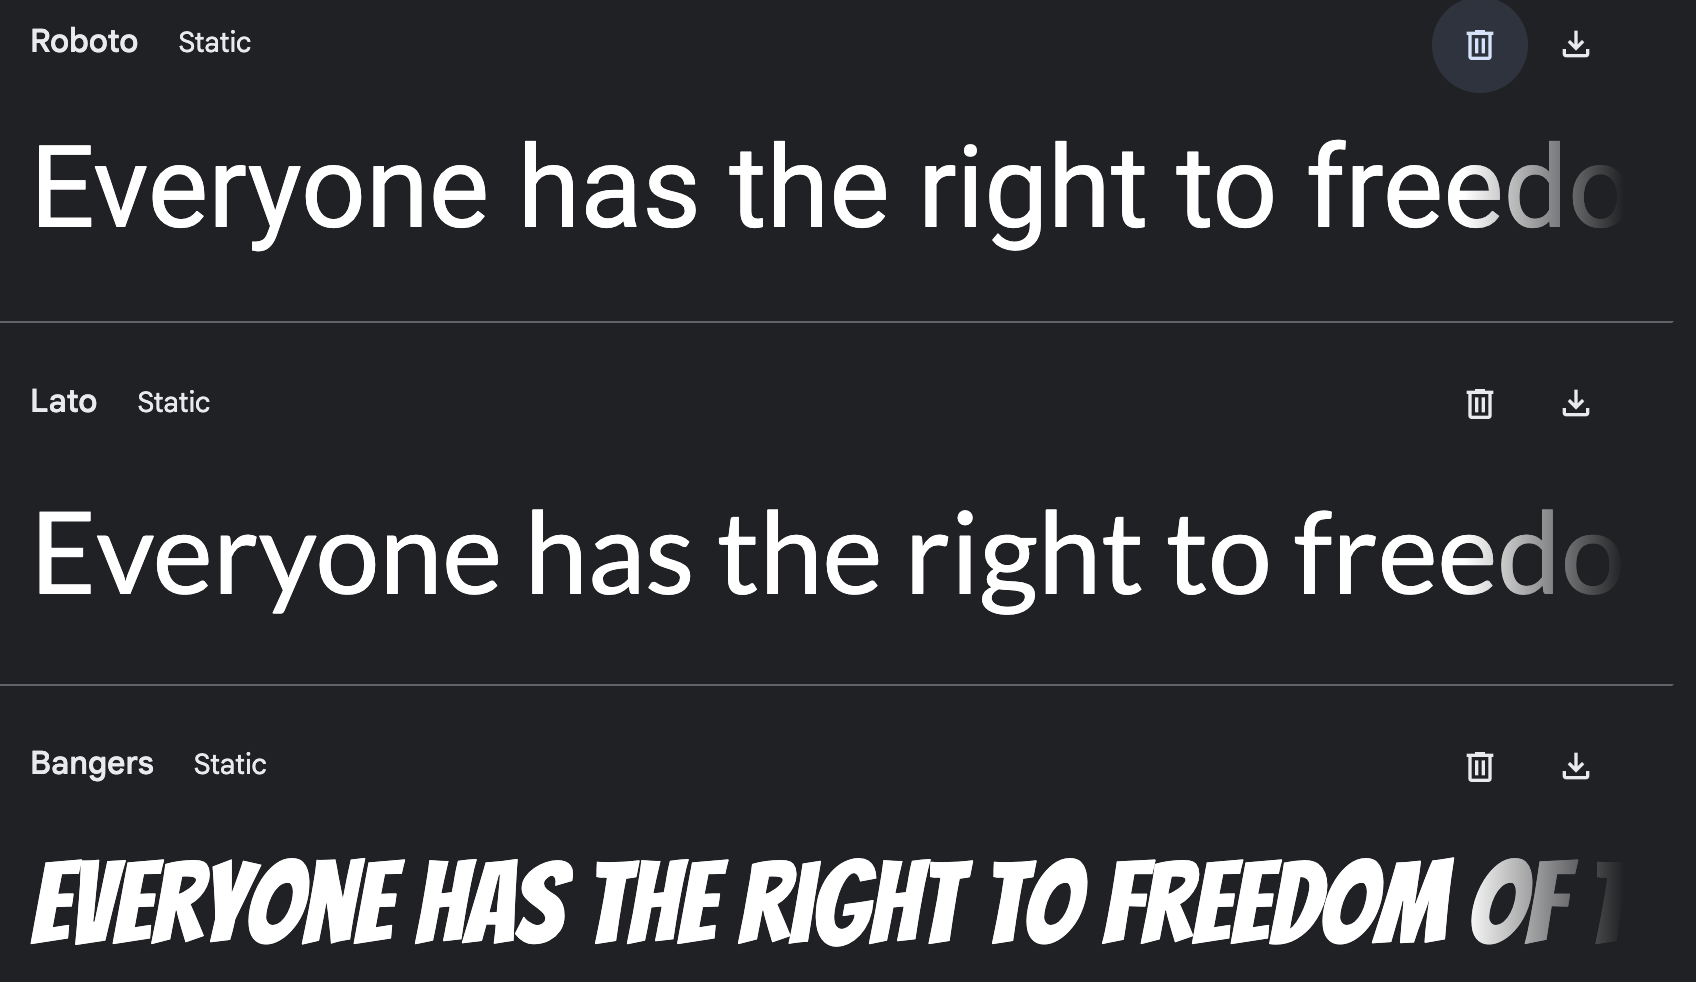 Roboto Static
Everyone has the right to freedo
Lato Static
Everyone has the right to freedo
Bangers Static
EVERYONE HAS THE RIGHT TO FREEDOM OF T